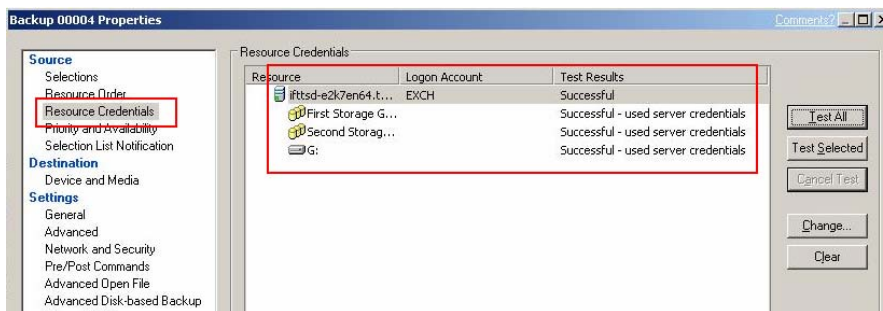 Backup 00004 Properties
Comments?
Source
Selections
Resource Order
Resource Credentials
Priority and Availability
Selection List Notification
Destination
Device and Media
Settings
General
Advanced
Network and Security
Pre/Post Commands
Advanced Open File
Advanced Disk-based Backup
Resource Credentials
Resource Logon Account Test Results
ifttsd-e2k7en64.t... EXCH Successful
First Storage G... Successful - used server credentials
Second Storag... Successful - used server credentials
G: Successful - used server credentials
Test All
Test Selected
Cancel Test
Change...
Clear